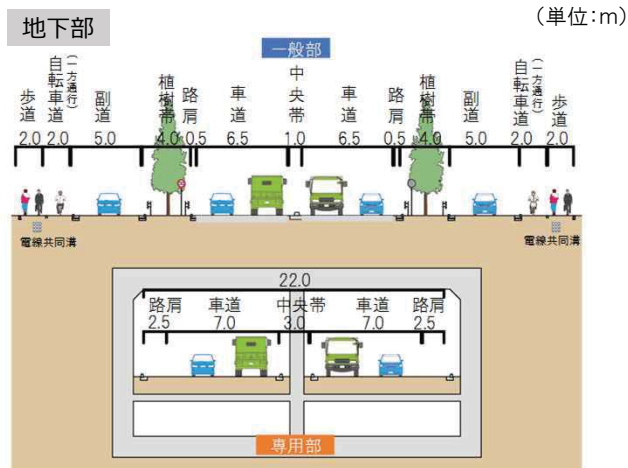 （単位：m）
地下部
一般部
歩道
自転車道
（一方通行）
副道
植樹帯
路肩
車道
中央帯
車道
路肩
植樹帯
副道
自転車道
（一方通行）
歩道
2.0 2.0 5.0 4.0 0.5 6.5 1.0 6.5 0.5 4.0 5.0 2.0 2.0
電線共同溝 電線共同溝
22.0
路肩 車道 中央帯 車道 路肩
2.5 7.0 3.0 7.0 2.5
専用部